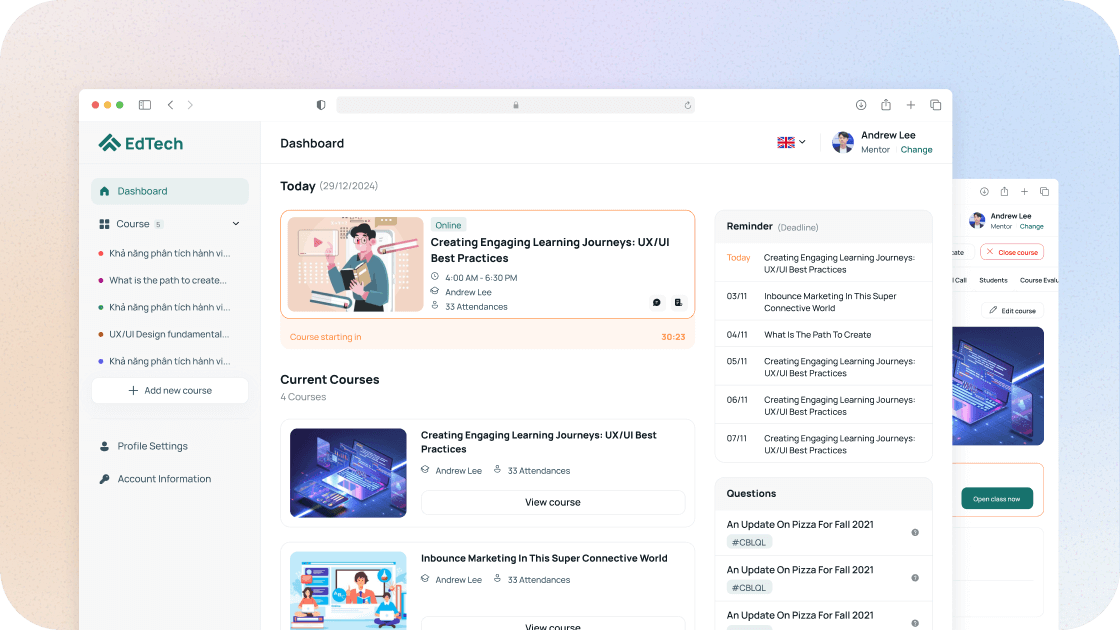 EdTech
Dashboard
Course 5
Khả năng phân tích hành vi...
What is the path to create...
Khả năng phân tích hành vi...
UX/UI Design fundamental...
Khả năng phân tích hành vi...
Add new course
Profile Settings
Account Information
Dashboard
Andrew Lee
Mentor Change
Today (29/12/2024)
Online
Creating Engaging Learning Journeys: UX/UI
Best Practices
4:00 AM - 6:30 PM
Andrew Lee
33 Attendances
Course starting in 30:23
Current Courses
4 Courses
Creating Engaging Learning Journeys: UX/UI Best
Practices
Andrew Lee 33 Attendances
View course
Inbounce Marketing In This Super Connective World
Andrew Lee 33 Attendances
View course
Reminder (Deadline)
Today Creating Engaging Learning Journeys:
UX/UI Best Practices
03/11 Inbounce Marketing In This Super
Connective World
04/11 What Is The Path To Create
05/11 Creating Engaging Learning Journeys:
UX/UI Best Practices
06/11 Creating Engaging Learning Journeys:
UX/UI Best Practices
07/11 Creating Engaging Learning Journeys:
UX/UI Best Practices
Questions
An Update On Pizza For Fall 2021
#CBLQL
An Update On Pizza For Fall 2021
#CBLQL
An Update On Pizza For Fall 2021
Andrew Lee
Mentor Change
Close course
Call Students Course Evalu
Edit course
Open class now